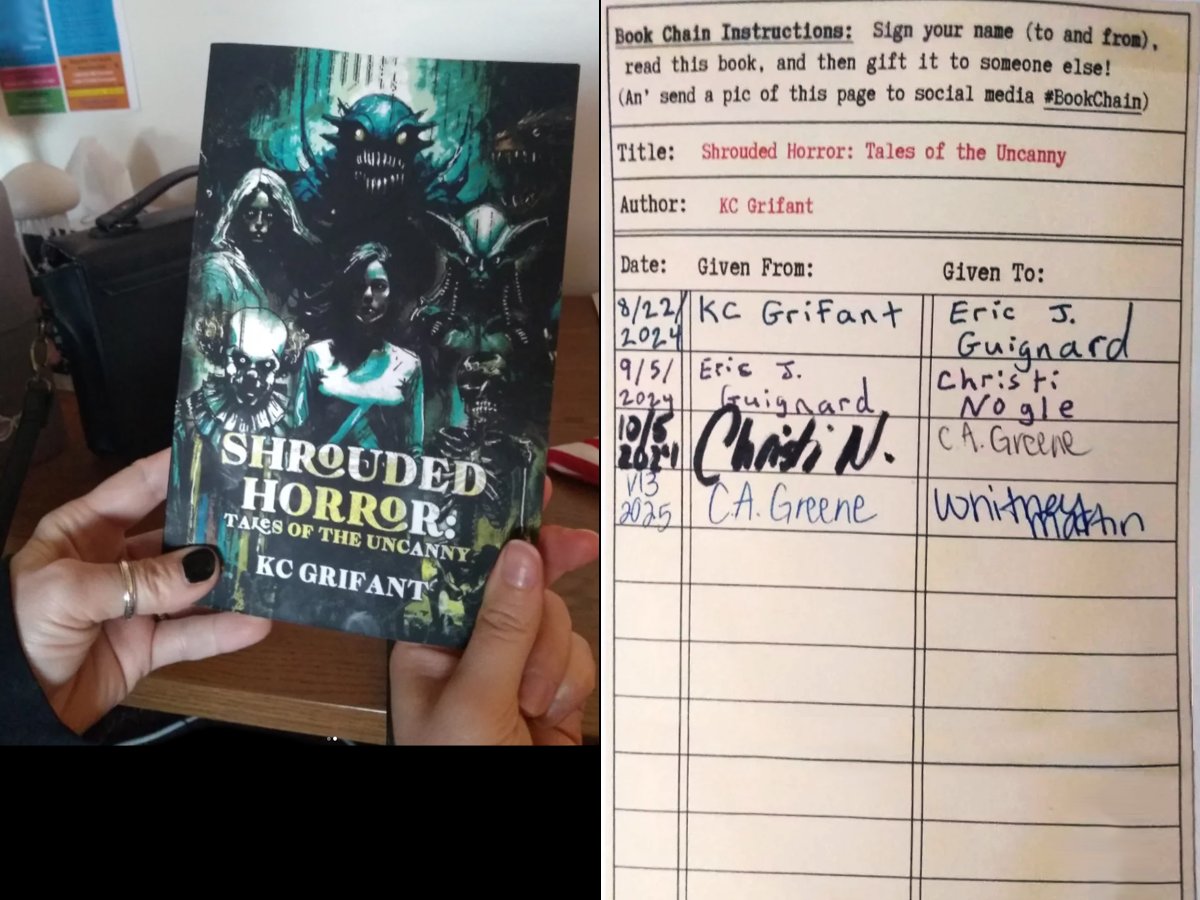 SHROUDED
HORROR:
TALES OF THE UNCANNY
KC GRIFANT
Book Chain Instructions: Sign your name (to and from),
read this book, and then gift it to someone else!
(An' send a pic of this page to social media #BookChain)
Title: Shrouded Horror: Tales of the Uncanny
Author: KC Grifant
Date: Given From: Given To:
8/22/ KC Grifant Eric J.
2024 Guignard
9/5/ Eric J. Christi
2024 Guignard Nogle
10/5 Christi N. C.A. Greene
2024
1/13 C.A. Greene Whitney
2025 Martin